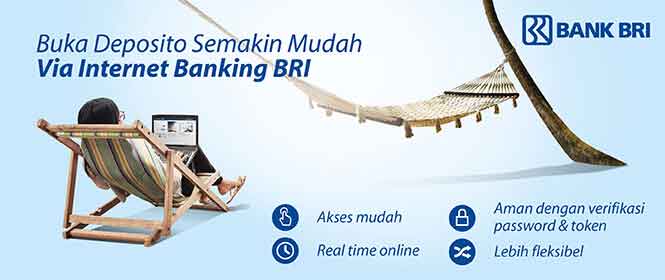 Buka Deposito Semakin Mudah
Via Internet Banking BRI
BRI BANK BRI
Akses mudah
Real time online
Aman dengan verifikasi
password & token
Lebih fleksibel